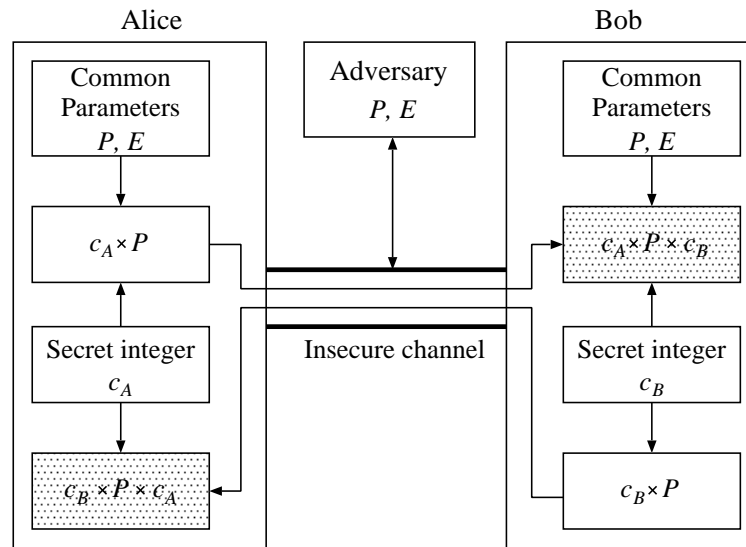 Alice
Common
Parameters
P, E
c_A × P
Secret integer
c_A
c_B × P × c_A
Adversary
P, E
Insecure channel
Bob
Common
Parameters
P, E
c_A × P × c_B
Secret integer
c_B
c_B × P